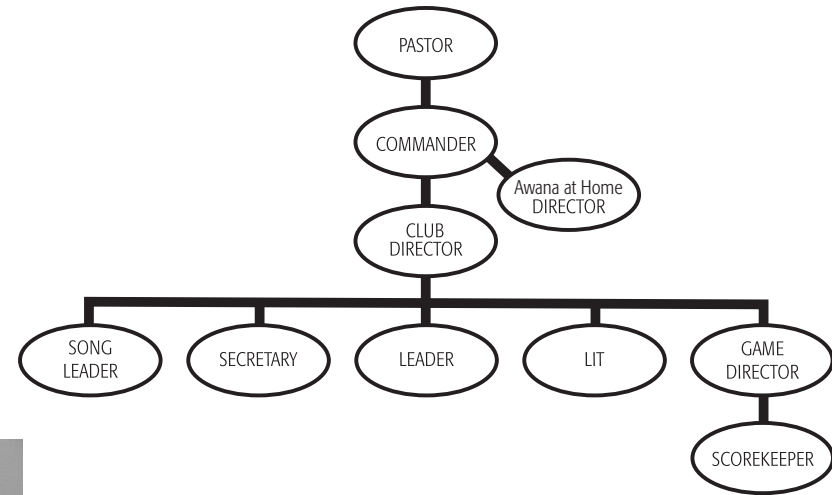 PASTOR
COMMANDER
Awana at Home
DIRECTOR
CLUB
DIRECTOR
SONG
LEADER
SECRETARY
LEADER
LIT
GAME
DIRECTOR
SCOREKEEPER